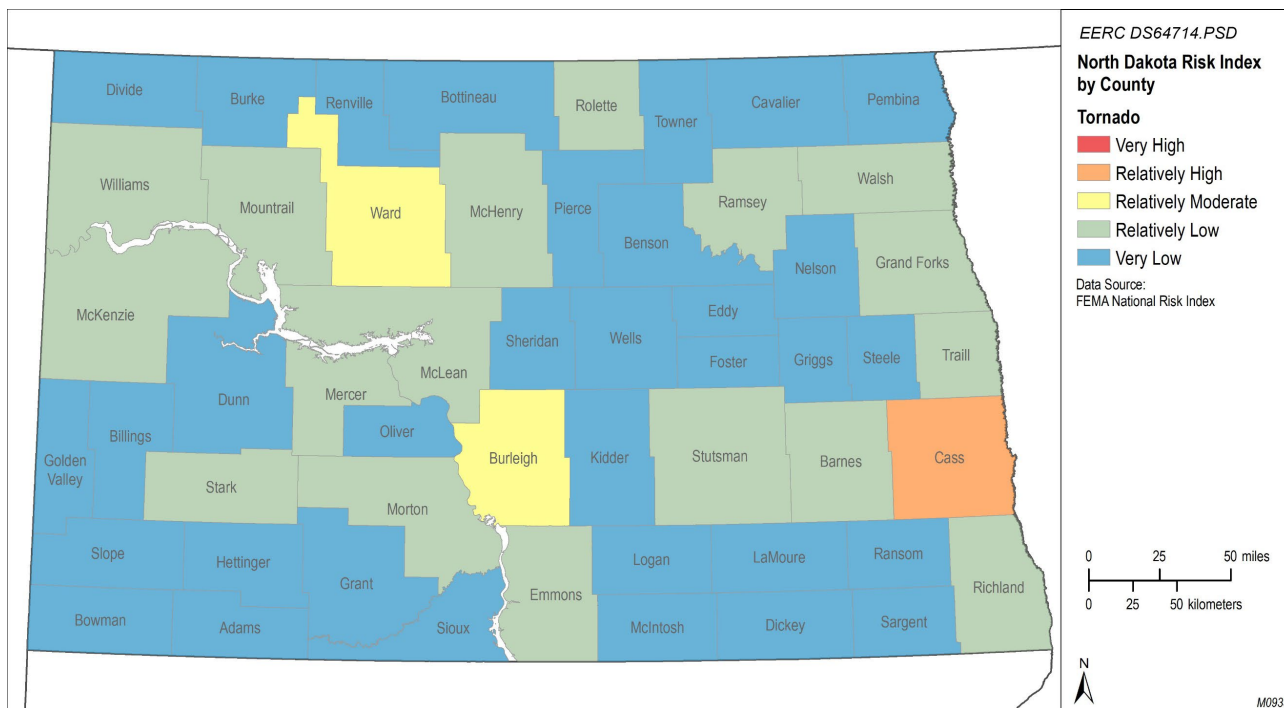 EERC DS64714.PSD
North Dakota Risk Index
by County
Tornado
Very High
Relatively High
Relatively Moderate
Relatively Low
Very Low
Data Source:
FEMA National Risk Index
Divide
Burke
Renville
Bottineau
Rolette
Towner
Cavalier
Pembina
Williams
Mountrail
Ward
McHenry
Pierce
Benson
Ramsey
Walsh
Nelson
Grand Forks
McKenzie
Dunn
Mercer
McLean
Sheridan
Wells
Eddy
Foster
Griggs
Steele
Traill
Golden
Valley
Billings
Stark
Oliver
Morton
Burleigh
Kidder
Stutsman
Barnes
Cass
Slope
Hettinger
Grant
Bowman
Adams
Sioux
Emmons
Logan
LaMoure
Ransom
Richland
McIntosh
Dickey
Sargent
0 25 50 miles
0 25 50 kilometers
N
M093